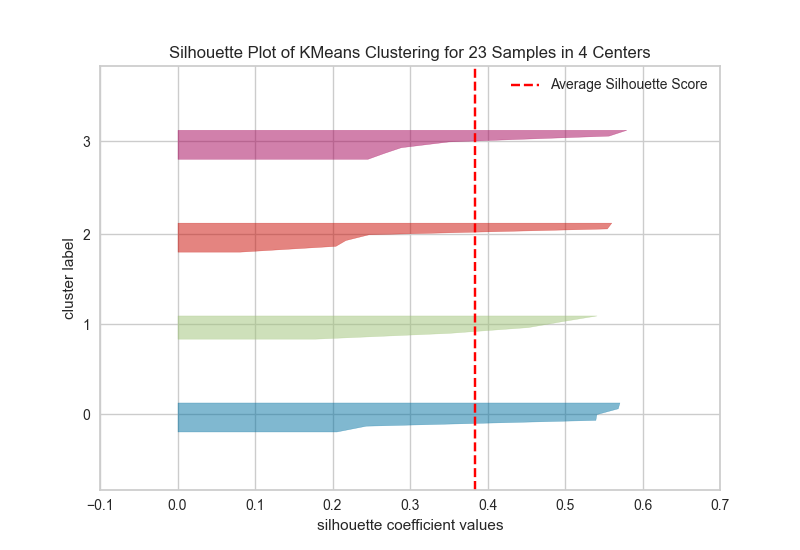 Silhouette Plot of KMeans Clustering for 23 Samples in 4 Centers
Average Silhouette Score
3
2
1
0
cluster label
−0.1 0.0 0.1 0.2 0.3 0.4 0.5 0.6 0.7
silhouette coefficient values